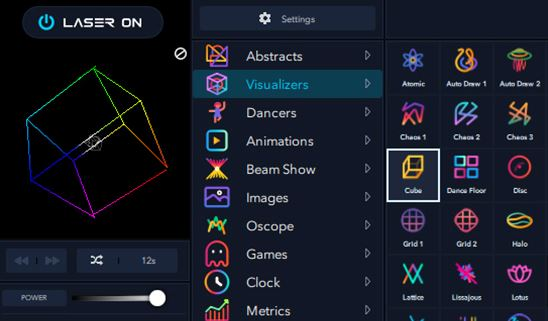 LASER ON
Settings
Abstracts
Visualizers
Dancers
Animations
Beam Show
Images
Oscope
Games
Clock
Metrics
Atomic
Auto Draw 1
Auto Draw 2
Chaos 1
Chaos 2
Chaos 3
Cube
Dance Floor
Disc
Grid 1
Grid 2
Halo
Lattice
Lissajous
Lotus
12s
POWER